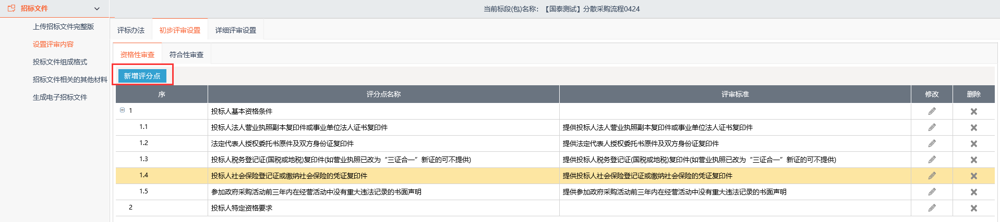 招标文件
当前标段(包)名称: 【国泰测试】分散采购流程0424
上传招标文件完整版
设置评审内容
投标文件组成格式
招标文件相关的其他材料
生成电子招标文件
评标办法 初步评审设置 详细评审设置
资格性审查 符合性审查
新增评分点
序 评分点名称 评审标准 修改 删除
1 投标人基本资格条件
1.1 投标人法人营业执照副本复印件或事业单位法人证书复印件 提供投标人法人营业执照副本复印件或事业单位法人证书复印件
1.2 法定代表人授权委托书原件及双方身份证复印件 提供法定代表人授权委托书原件及双方身份证复印件
1.3 投标人税务登记证(国税或地税)复印件(如营业执照已改为“三证合一”新证的可不提供) 提供投标人税务登记证(国税或地税)复印件(如营业执照已改为“三证合一”新证的可不提供)
1.4 投标人社会保险登记证或缴纳社会保险的凭证复印件 提供投标人社会保险登记证或缴纳社会保险的凭证复印件
1.5 参加政府采购活动前三年内在经营活动中没有重大违法记录的书面声明 提供参加政府采购活动前三年内在经营活动中没有重大违法记录的书面声明
2 投标人特定资格要求